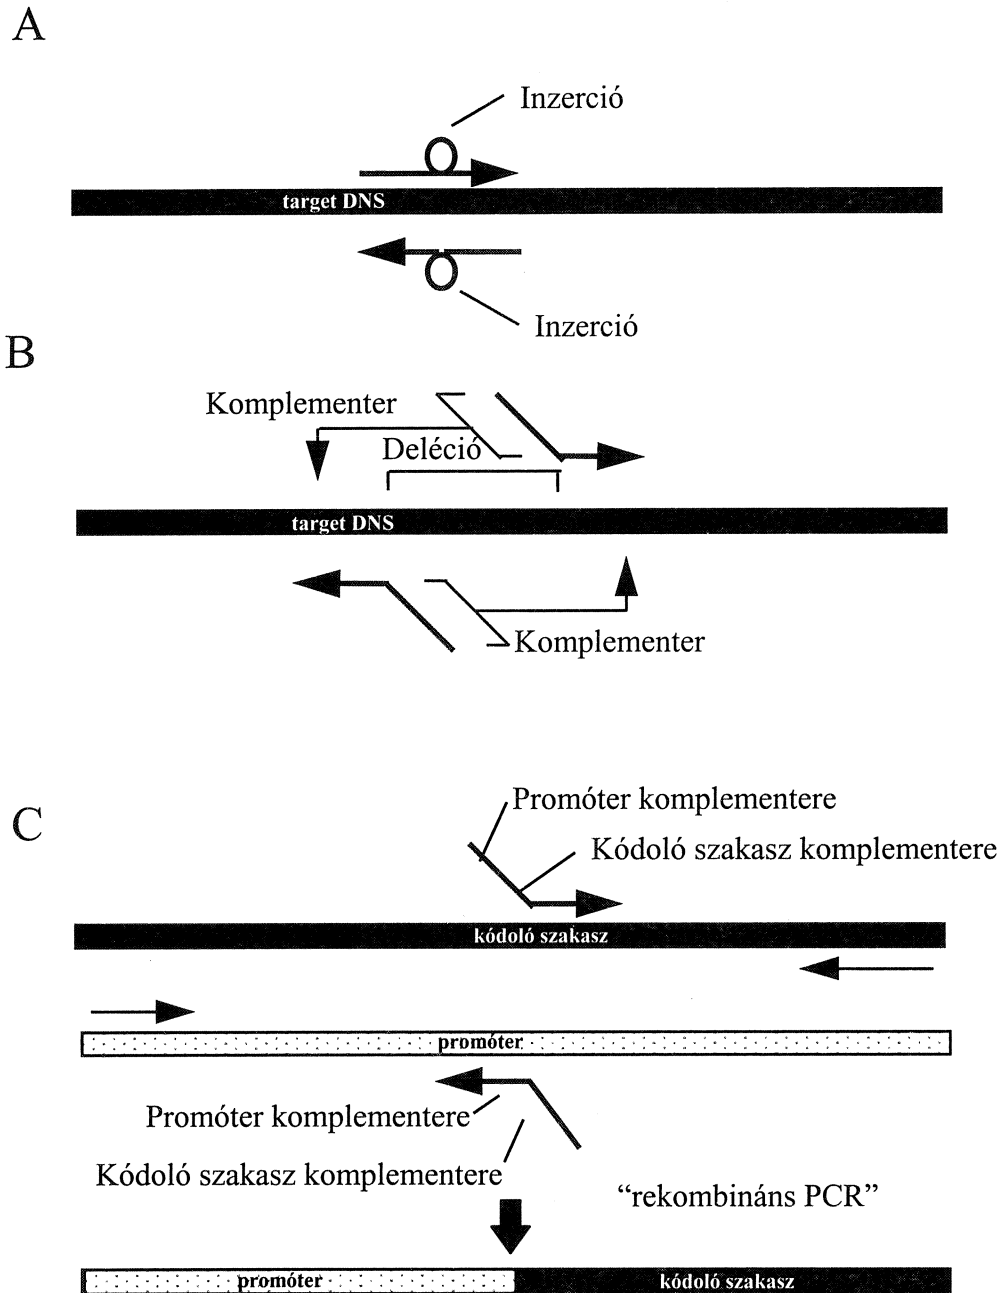 A
Inzerció
target DNS
Inzerció
B
Komplementer
Deléció
target DNS
Komplementer
C
Promóter komplementere
Kódoló szakasz komplementere
kódoló szakasz
promóter
Promóter komplementere
Kódoló szakasz komplementere
“rekombináns PCR”
promóter
kódoló szakasz